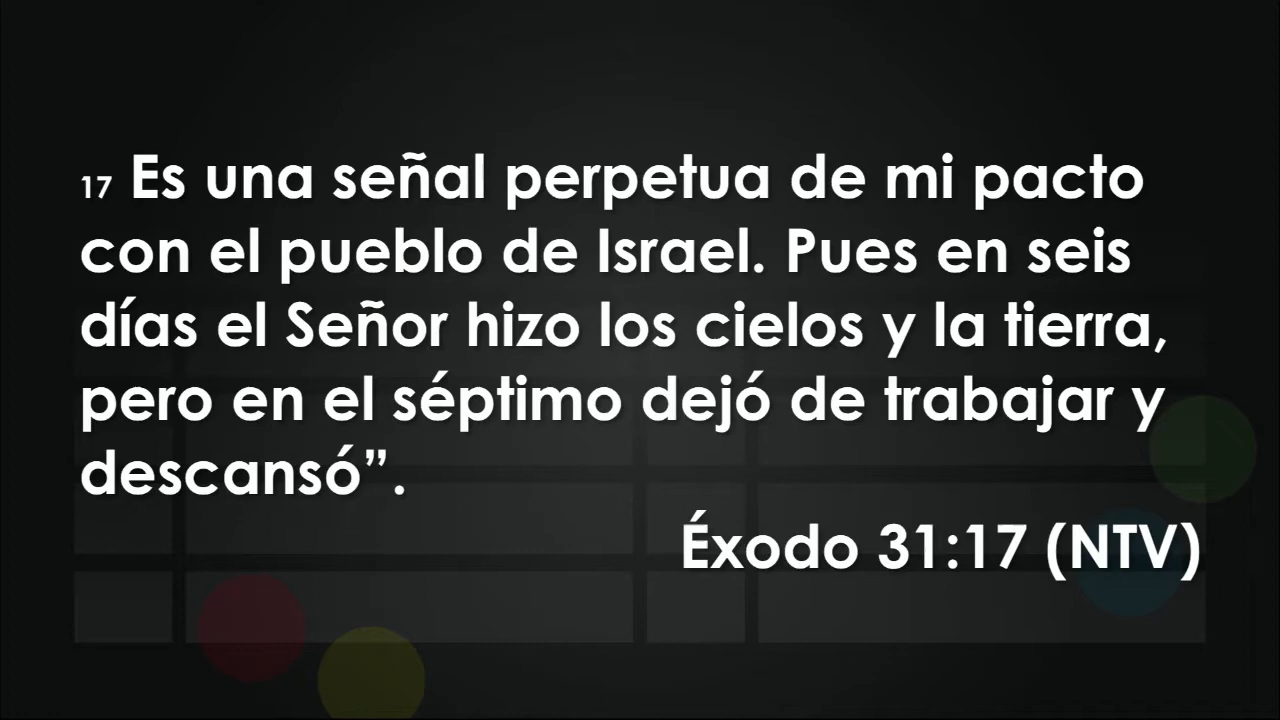 17 Es una señal perpetua de mi pacto
con el pueblo de Israel. Pues en seis
días el Señor hizo los cielos y la tierra,
pero en el séptimo dejó de trabajar y
descansó”.
Éxodo 31:17 (NTV)